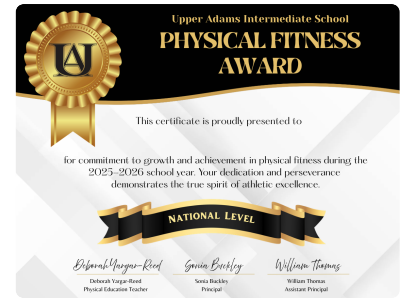 Upper Adams Intermediate School
PHYSICAL FITNESS
AWARD
UA
This certificate is proudly presented to
for commitment to growth and achievement in physical fitness during the
2025–2026 school year. Your dedication and perseverance
demonstrates the true spirit of athletic excellence.
NATIONAL LEVEL
Deborah Yargar-Reed Sonia Buckley William Thomas
Deborah Yargar-Reed Sonia Buckley William Thomas
Physical Education Teacher Principal Assistant Principal